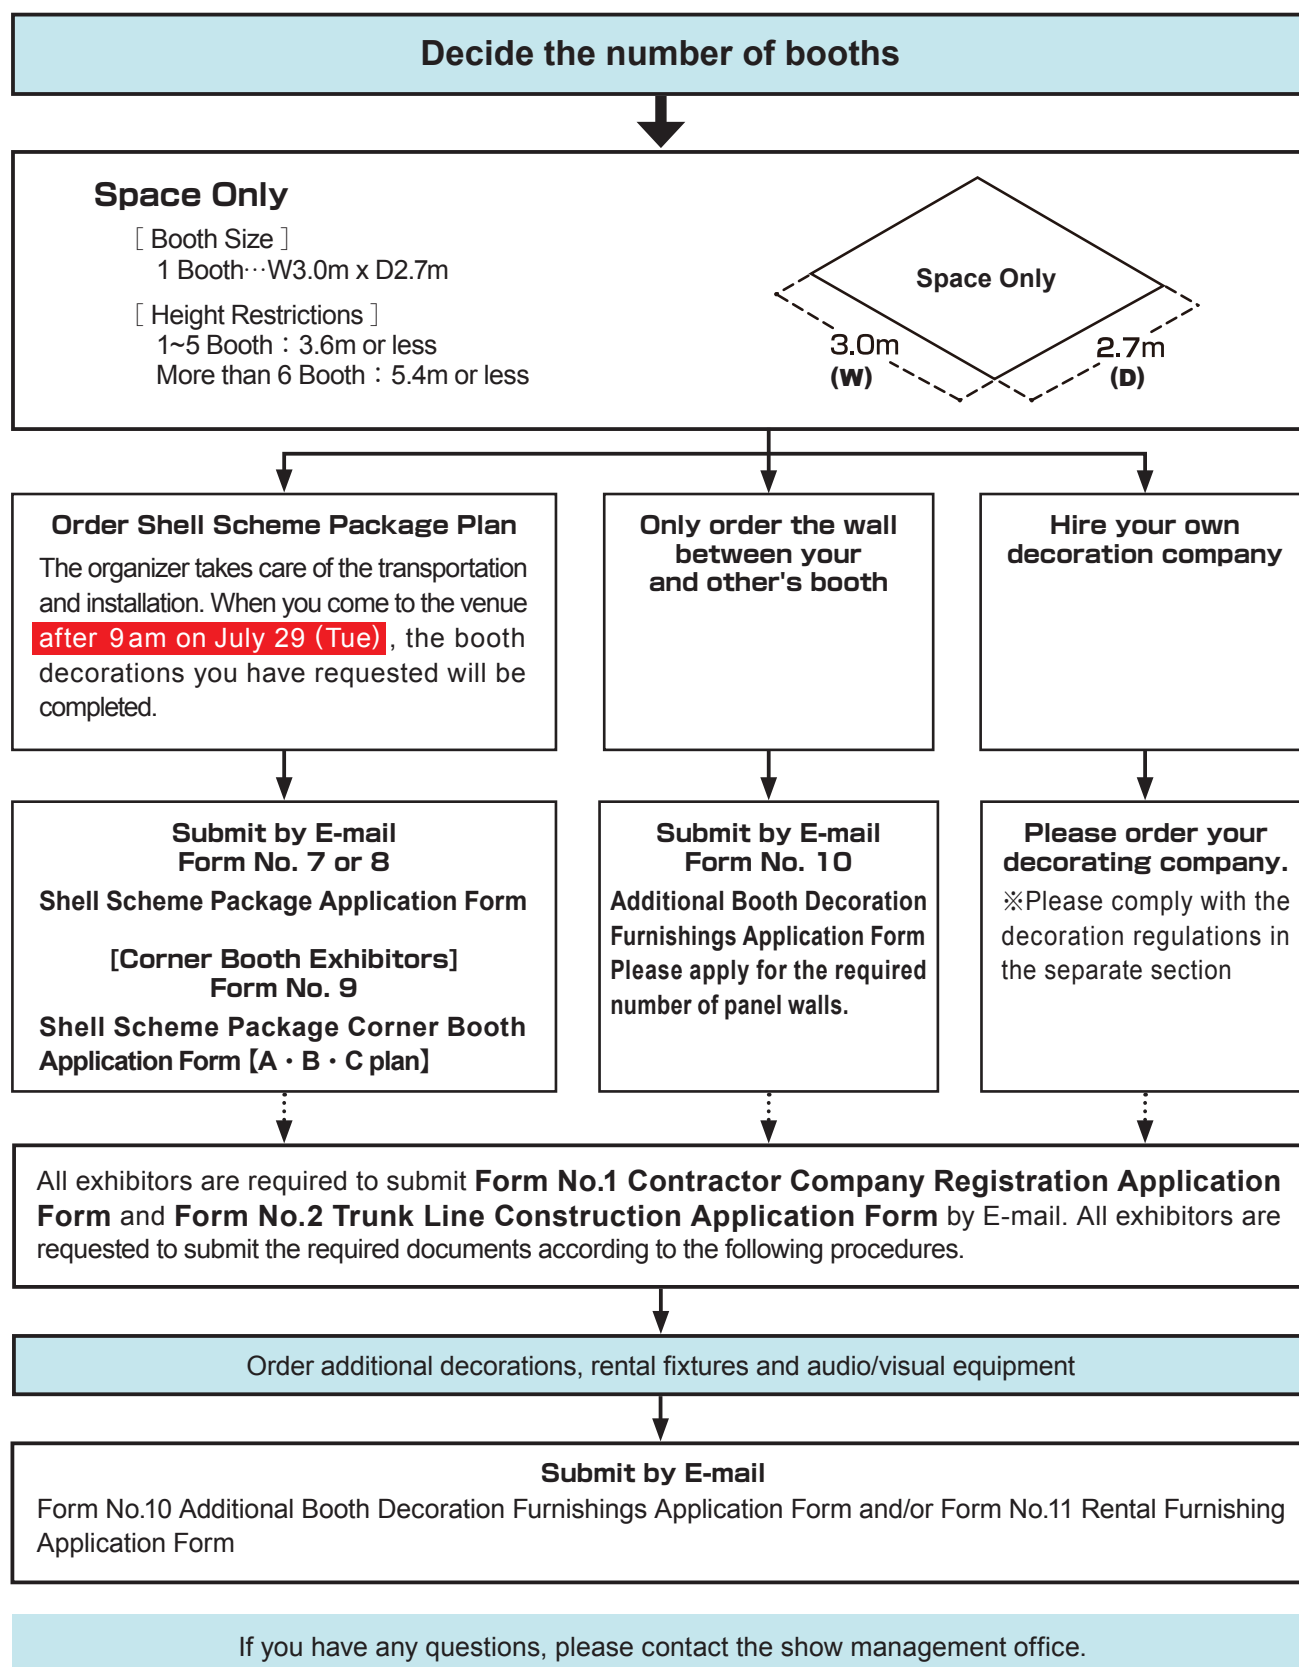 Decide the number of booths
Space Only
［ Booth Size ］
1 Booth…W3.0m x D2.7m
［ Height Restrictions ］
1~5 Booth：3.6m or less
More than 6 Booth：5.4m or less
Space Only
3.0m
(W)
2.7m
(D)
Order Shell Scheme Package Plan
The organizer takes care of the transportation
and installation. When you come to the venue
after 9am on July 29 (Tue), the booth
decorations you have requested will be
completed.
Only order the wall
between your
and other's booth
Hire your own
decoration company
Submit by E-mail
Form No. 7 or 8
Shell Scheme Package Application Form
[Corner Booth Exhibitors]
Form No. 9
Shell Scheme Package Corner Booth
Application Form【A・B・C plan】
Submit by E-mail
Form No. 10
Additional Booth Decoration
Furnishings Application Form
Please apply for the required
number of panel walls.
Please order your
decorating company.
※Please comply with the
decoration regulations in
the separate section
All exhibitors are required to submit Form No.1 Contractor Company Registration Application
Form and Form No.2 Trunk Line Construction Application Form by E-mail. All exhibitors are
requested to submit the required documents according to the following procedures.
Order additional decorations, rental fixtures and audio/visual equipment
Submit by E-mail
Form No.10 Additional Booth Decoration Furnishings Application Form and/or Form No.11 Rental Furnishing
Application Form
If you have any questions, please contact the show management office.